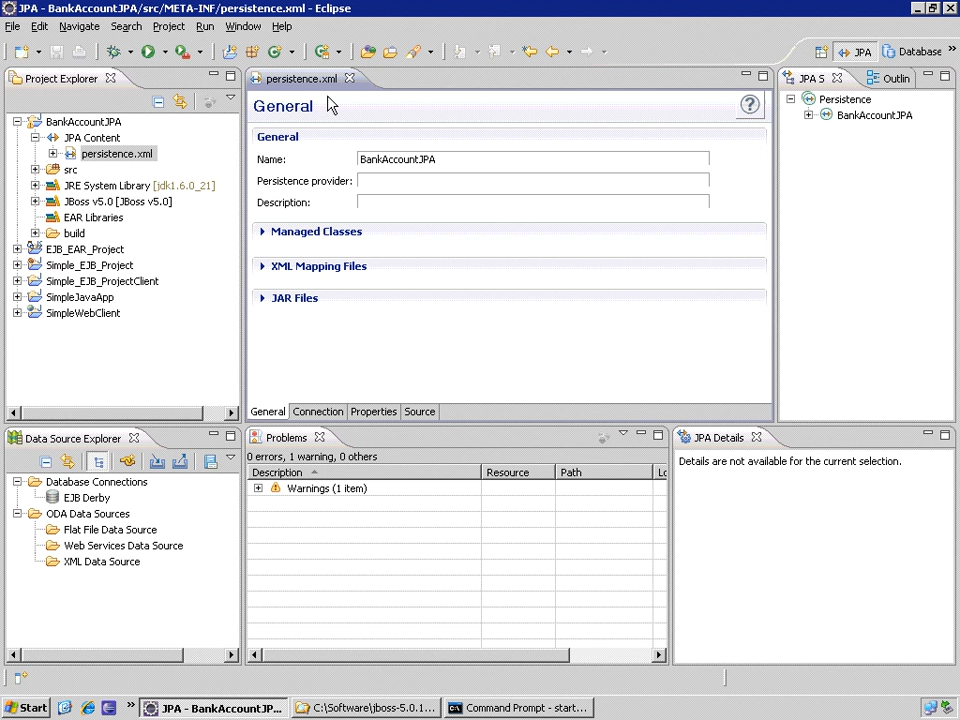 JPA - BankAccountJPA/src/META-INF/persistence.xml - Eclipse
File Edit Navigate Search Project Run Window Help
JPA Database »
Project Explorer
BankAccountJPA
JPA Content
persistence.xml
src
JRE System Library [jdk1.6.0_21]
JBoss v5.0 [JBoss v5.0]
EAR Libraries
build
EJB_EAR_Project
Simple_EJB_Project
Simple_EJB_ProjectClient
SimpleJavaApp
SimpleWebClient
persistence.xml
General
General
Name: BankAccountJPA
Persistence provider:
Description:
Managed Classes
XML Mapping Files
JAR Files
General Connection Properties Source
JPA S Outlin
Persistence
BankAccountJPA
Data Source Explorer
Database Connections
EJB Derby
ODA Data Sources
Flat File Data Source
Web Services Data Source
XML Data Source
Problems
0 errors, 1 warning, 0 others
Description Resource Path Lo
Warnings (1 item)
JPA Details
Details are not available for the current selection.
Start » JPA - BankAccountJP... C:\Software\jboss-5.0.1... Command Prompt - start...